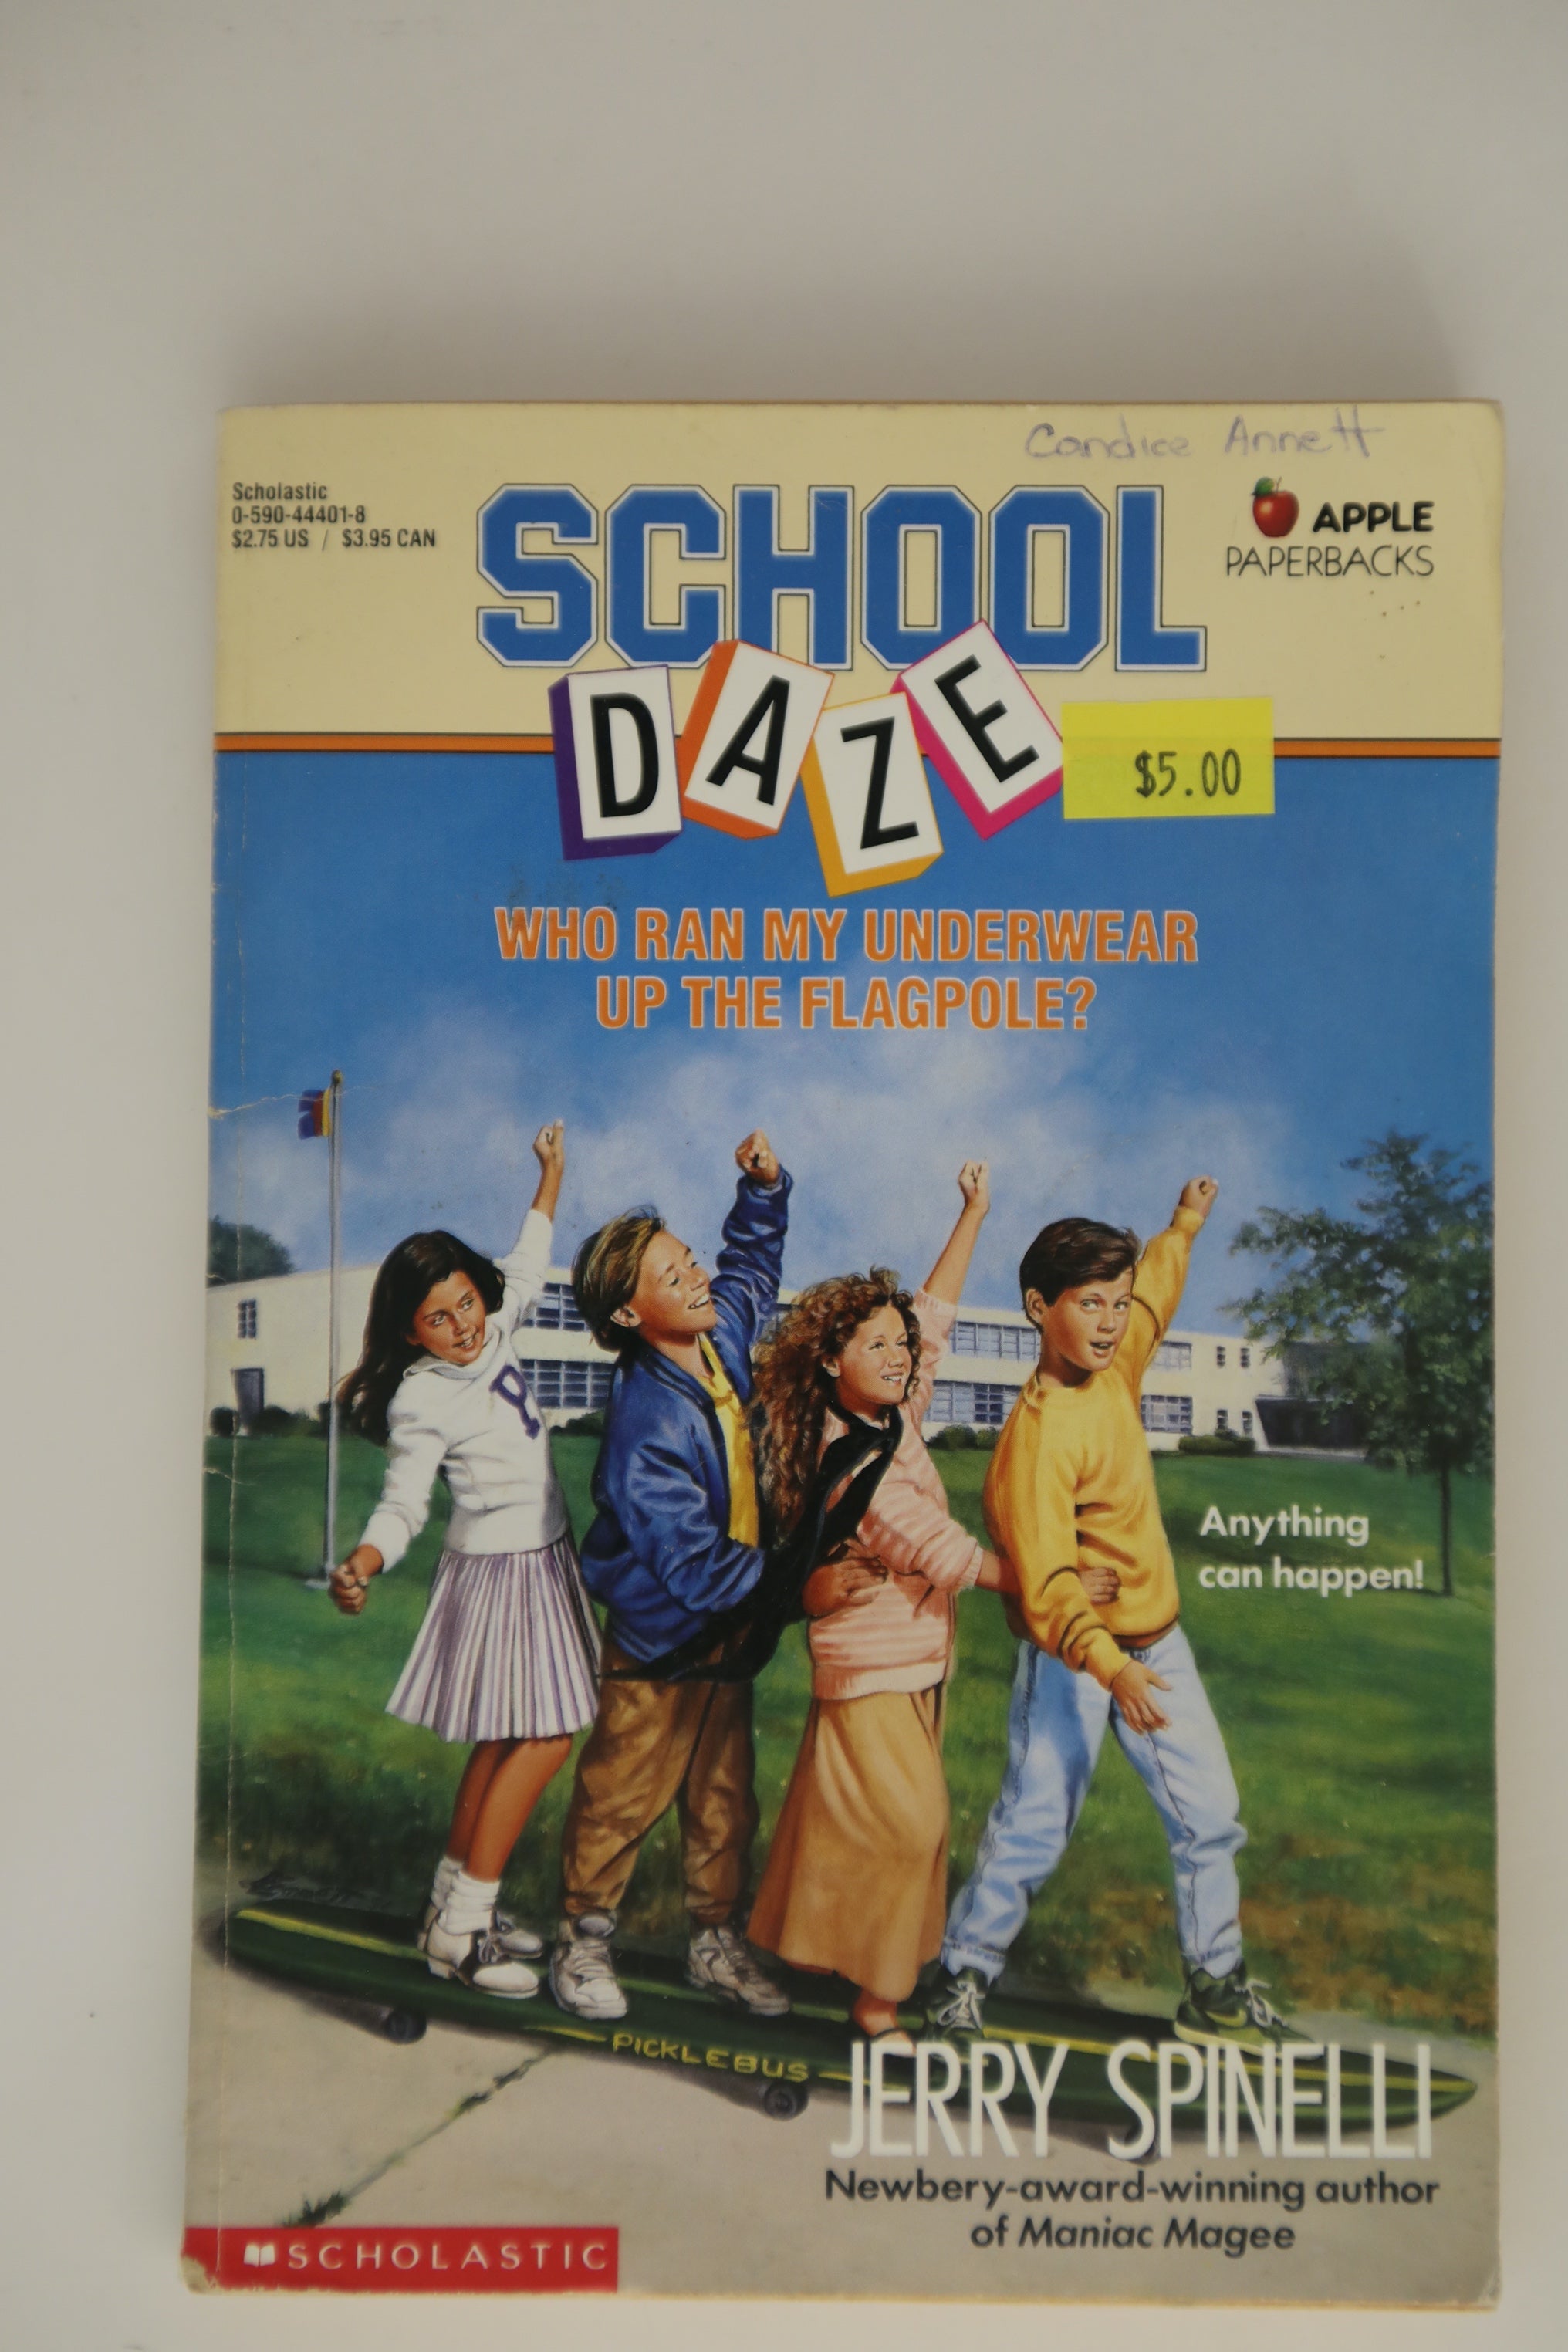 Candice Annett
Scholastic
0-590-44401-8
$2.75 US / $3.95 CAN
SCHOOL
DAZE
APPLE
PAPERBACKS
$5.00
WHO RAN MY UNDERWEAR
UP THE FLAGPOLE?
P
Anything
can happen!
PICKLEBUS
JERRY SPINELLI
Newbery-award-winning author
of Maniac Magee
SCHOLASTIC